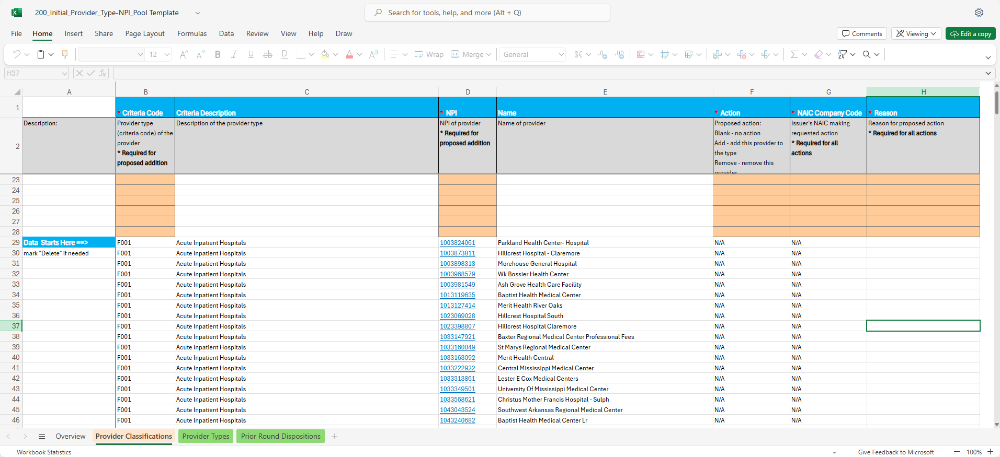 200_Initial_Provider_Type-NPI_Pool Template
Search for tools, help, and more (Alt + Q)
File Home Insert Share Page Layout Formulas Data Review View Help Draw
Comments Viewing Edit a copy
12 Wrap Merge General
H37
A B C D E F G H
1 * Criteria Code Criteria Description * NPI Name * Action * NAIC Company Code * Reason
2 Description:
Provider type
(criteria code) of the
provider
* Required for
proposed addition
Description of the provider type
NPI of provider
* Required for
proposed addition
Name of provider
Proposed action:
Blank - no action
Add - add this provider to
the type
Remove - remove this
provider
Issuer's NAIC making
requested action
* Required for all
actions
Reason for proposed action
* Required for all actions
23
24
25
26
27
28
29 Data Starts Here ==> F001 Acute Inpatient Hospitals 1003824061 Parkland Health Center- Hospital N/A N/A
30 mark "Delete" if needed F001 Acute Inpatient Hospitals 1003873811 Hillcrest Hospital - Claremore N/A N/A
31 F001 Acute Inpatient Hospitals 1003898313 Morehouse General Hospital N/A N/A
32 F001 Acute Inpatient Hospitals 1003968579 Wk Bossier Health Center N/A N/A
33 F001 Acute Inpatient Hospitals 1003981549 Ash Grove Health Care Facility N/A N/A
34 F001 Acute Inpatient Hospitals 1013119635 Baptist Health Medical Center N/A N/A
35 F001 Acute Inpatient Hospitals 1013127414 Merit Health River Oaks N/A N/A
36 F001 Acute Inpatient Hospitals 1023069028 Hillcrest Hospital South N/A N/A
37 F001 Acute Inpatient Hospitals 1023398807 Hillcrest Hospital Claremore N/A N/A
38 F001 Acute Inpatient Hospitals 1033147921 Baxter Regional Medical Center Professional Fees N/A N/A
39 F001 Acute Inpatient Hospitals 1033160049 St Marys Regional Medical Center N/A N/A
40 F001 Acute Inpatient Hospitals 1033163092 Merit Health Central N/A N/A
41 F001 Acute Inpatient Hospitals 1033222922 Central Mississippi Medical Center N/A N/A
42 F001 Acute Inpatient Hospitals 1033313861 Lester E Cox Medical Centers N/A N/A
43 F001 Acute Inpatient Hospitals 1033349501 University Of Mississippi Medical Center N/A N/A
44 F001 Acute Inpatient Hospitals 1033568621 Christus Mother Francis Hospital - Sulph N/A N/A
45 F001 Acute Inpatient Hospitals 1043043524 Southwest Arkansas Regional Medical Center N/A N/A
46 F001 Acute Inpatient Hospitals 1043240682 Baptist Health Medical Center Lr N/A N/A
Overview Provider Classifications Provider Types Prior Round Dispositions
Workbook Statistics Give Feedback to Microsoft 100%